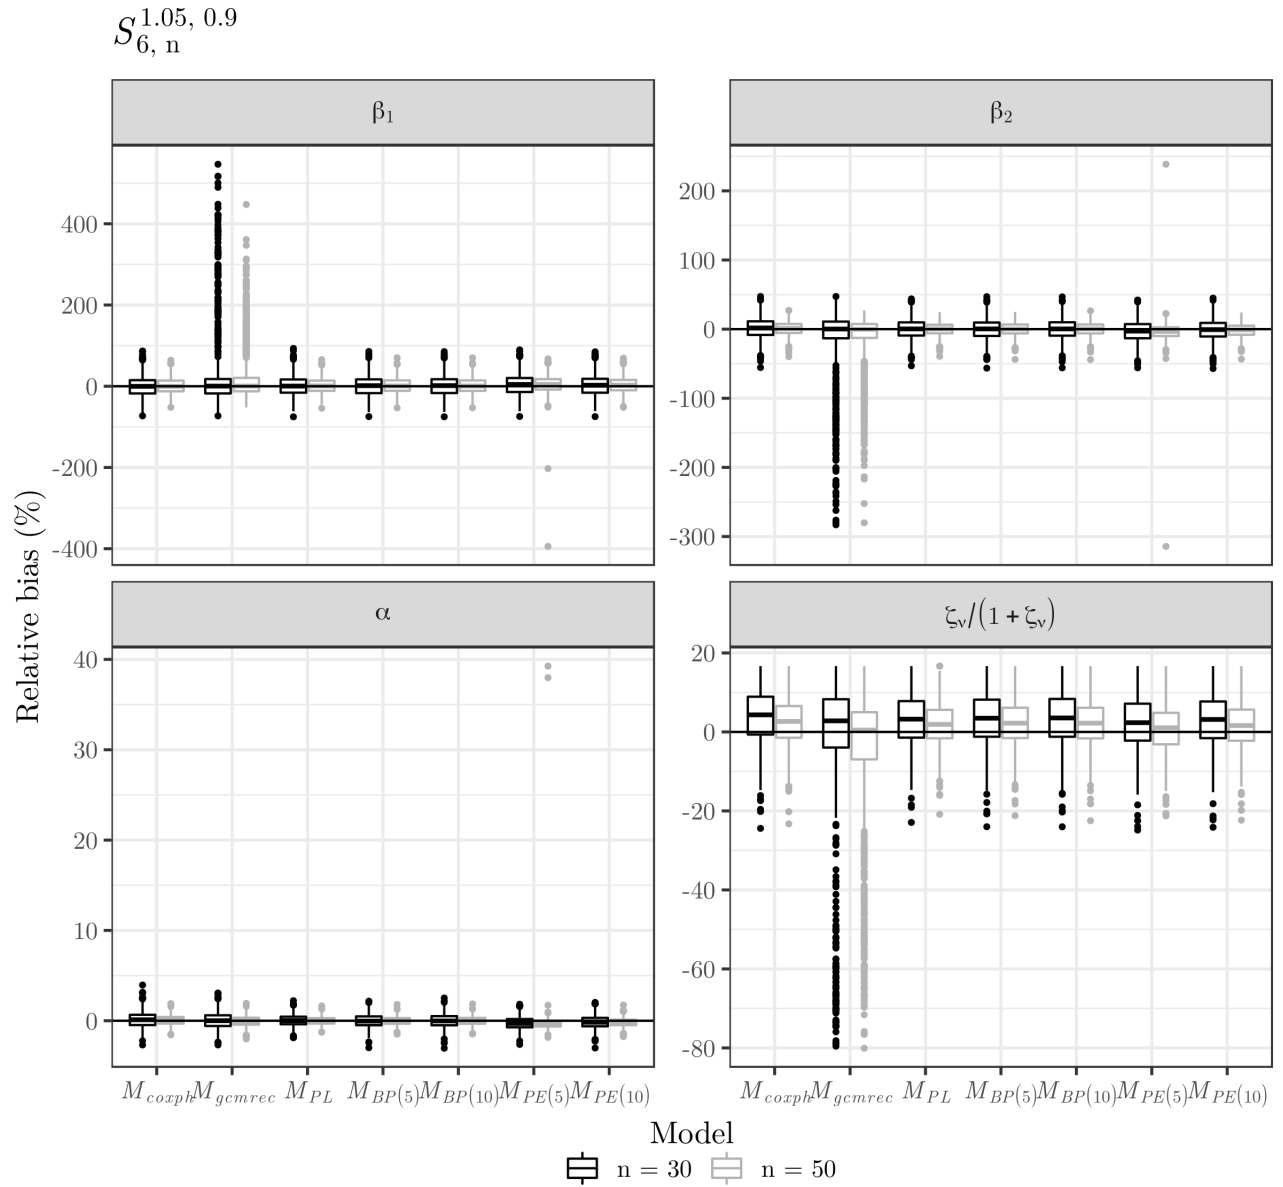 S_{6, n}^{1.05, 0.9}
β₁
β₂
400
200
0
-200
-400
200
100
0
-100
-200
-300
Relative bias (%)
α
ζᵥ/(1 + ζᵥ)
40
30
20
10
0
20
0
-20
-40
-60
-80
M_coxph M_gcmrec M_PL M_BP(5) M_BP(10) M_PE(5) M_PE(10)
M_coxph M_gcmrec M_PL M_BP(5) M_BP(10) M_PE(5) M_PE(10)
Model
n = 30 n = 50